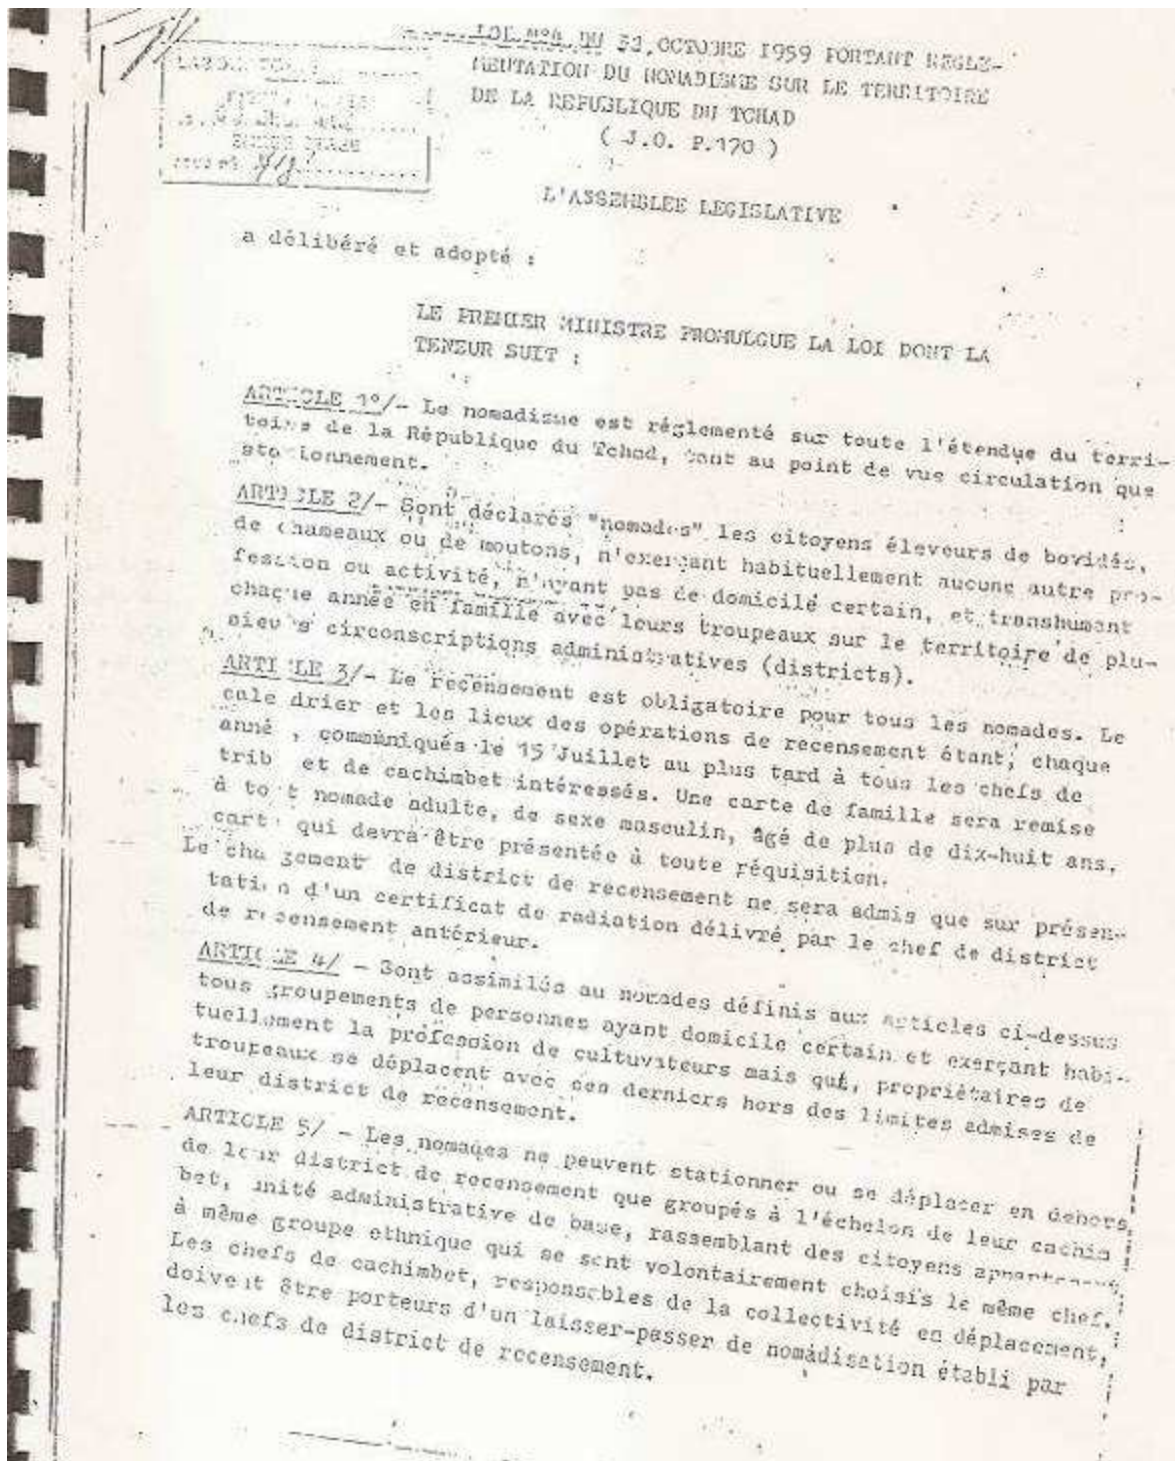 LOI N°4 DU 31 OCTOBRE 1959 PORTANT REGLE-
MENTATION DU NOMADISME SUR LE TERRITOIRE
DE LA REPUBLIQUE DU TCHAD
( J.O. P.170 )
L'ASSEMBLEE LEGISLATIVE
a délibéré et adopté :
LE PREMIER MINISTRE PROMULGUE LA LOI DONT LA
TENEUR SUIT :
ARTICLE 1°/- Le nomadisme est réglementé sur toute l'étendue du terri-
toire de la République du Tchad, tant au point de vue circulation que
stationnement.
ARTICLE 2/- Sont déclarés "nomades" les citoyens éleveurs de bovidés,
de chameaux ou de moutons, n'exerçant habituellement aucune autre pro-
fession ou activité, n'ayant pas de domicile certain, et transhumant
chaque année en famille avec leurs troupeaux sur le territoire de plu-
sieurs circonscriptions administratives (districts).
ARTICLE 3/- Le recensement est obligatoire pour tous les nomades. Le
calendrier et les lieux des opérations de recensement étant, chaque
année, communiqués le 15 Juillet au plus tard à tous les chefs de
tribu et de cachimbet intéressés. Une carte de famille sera remise
à tout nomade adulte, de sexe masculin, âgé de plus de dix-huit ans,
carte qui devra être présentée à toute réquisition.
Le changement de district de recensement ne sera admis que sur présen-
tation d'un certificat de radiation délivré par le chef de district
de recensement antérieur.
ARTICLE 4/ - Sont assimilés au nomades définis aux articles ci-dessus
tous groupements de personnes ayant domicile certain et exerçant habi-
tuellement la profession de cultuviteurs mais qui, propriétaires de
troupeaux se déplacent avec ces derniers hors des limites admises de
leur district de recensement.
ARTICLE 5/ - Les nomades ne peuvent stationner ou se déplacer en dehors
de leur district de recensement que groupés à l'échelon de leur cachim
bet, unité administrative de base, rassemblant des citoyens appartenant
à même groupe ethnique qui se sont volontairement choisis le même chef.
Les chefs de cachimbet, responsables de la collectivité en déplacement,
doivent être porteurs d'un laisser-passer de nomadisation établi par
les chefs de district de recensement.